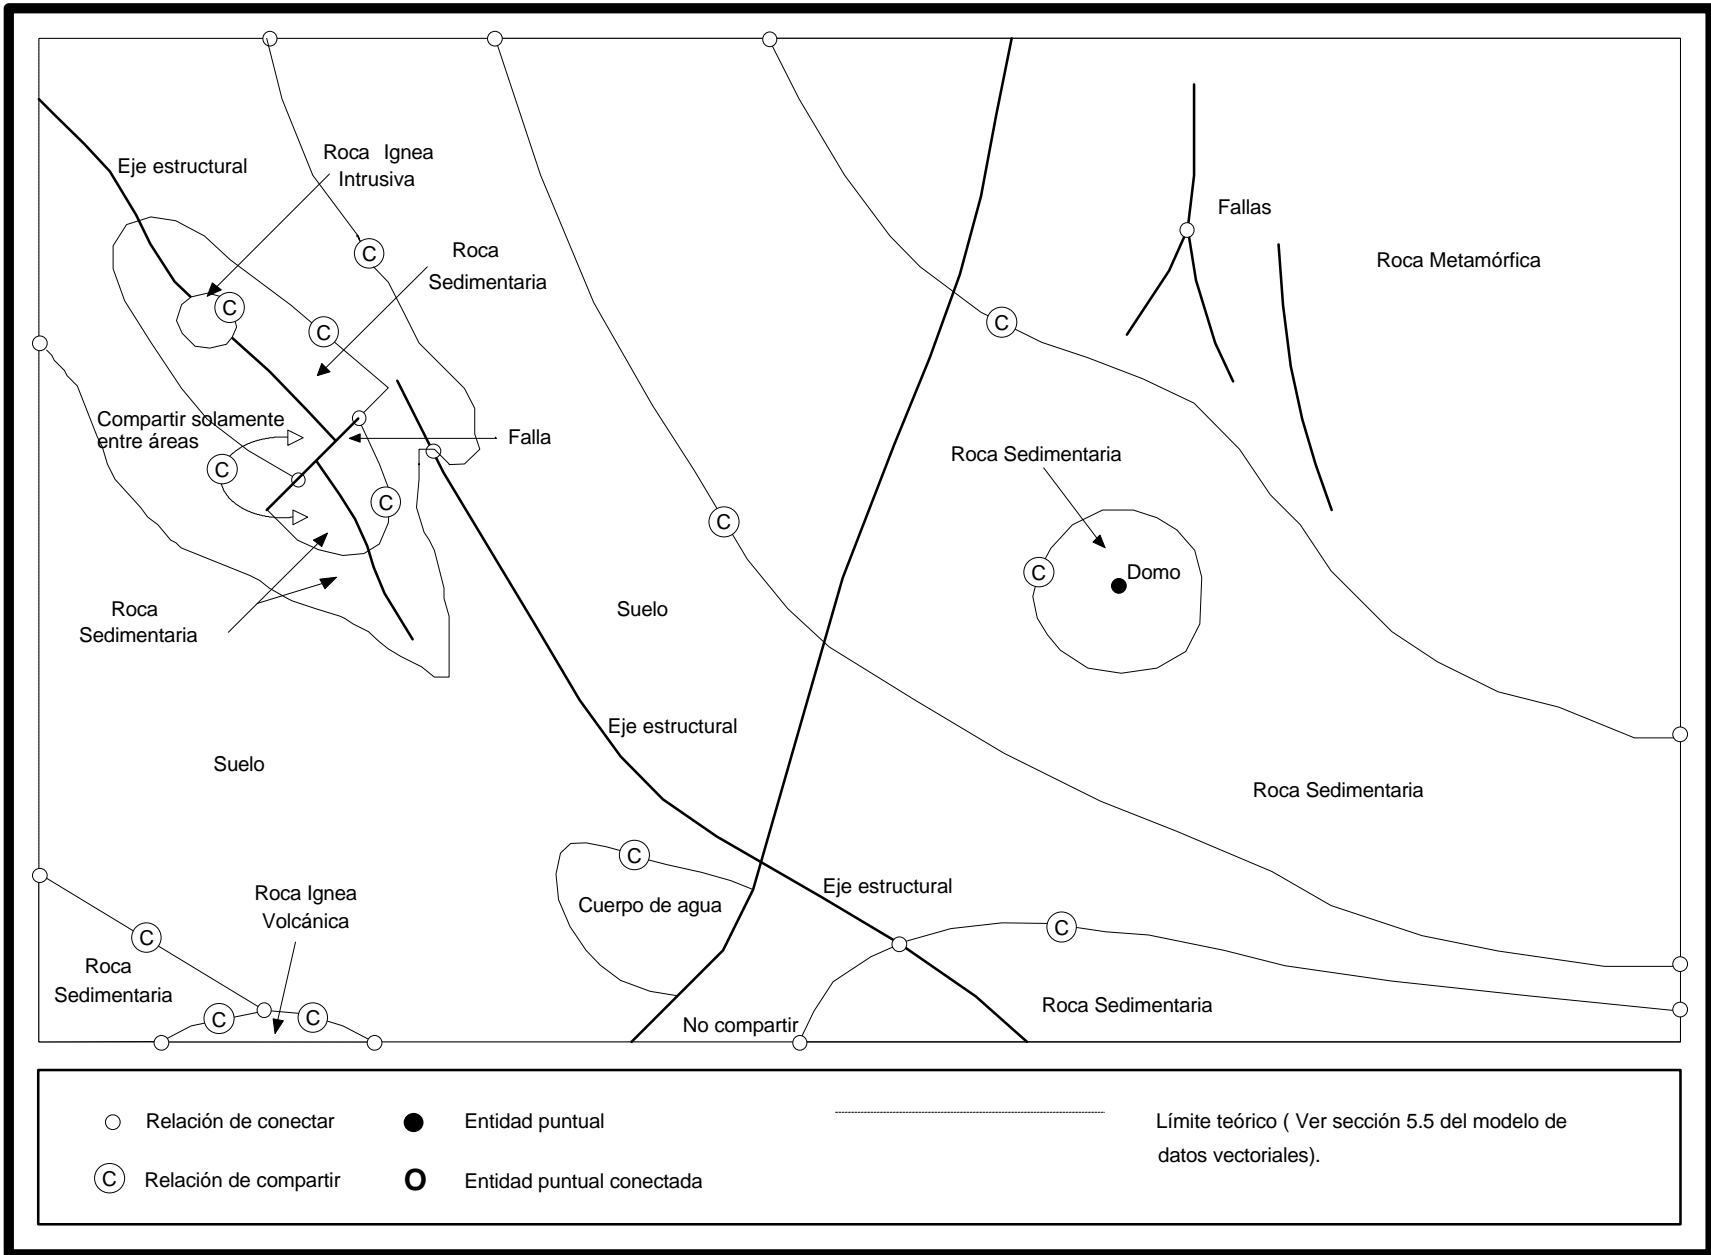 Eje estructural
Roca Ignea
Intrusiva
C
Roca
Sedimentaria
C
C
Fallas
Roca Metamórfica
C
Compartir solamente
entre áreas
Falla
C
C
C
Roca Sedimentaria
C
Domo
Roca
Sedimentaria
Suelo
Eje estructural
Suelo
Roca Sedimentaria
C
Cuerpo de agua
Eje estructural
Roca Ignea
Volcánica
C
C
Roca
Sedimentaria
C
C
No compartir
Roca Sedimentaria
Relación de conectar
Entidad puntual
Límite teórico ( Ver sección 5.5 del modelo de
datos vectoriales).
C
Relación de compartir
O
Entidad puntual conectada